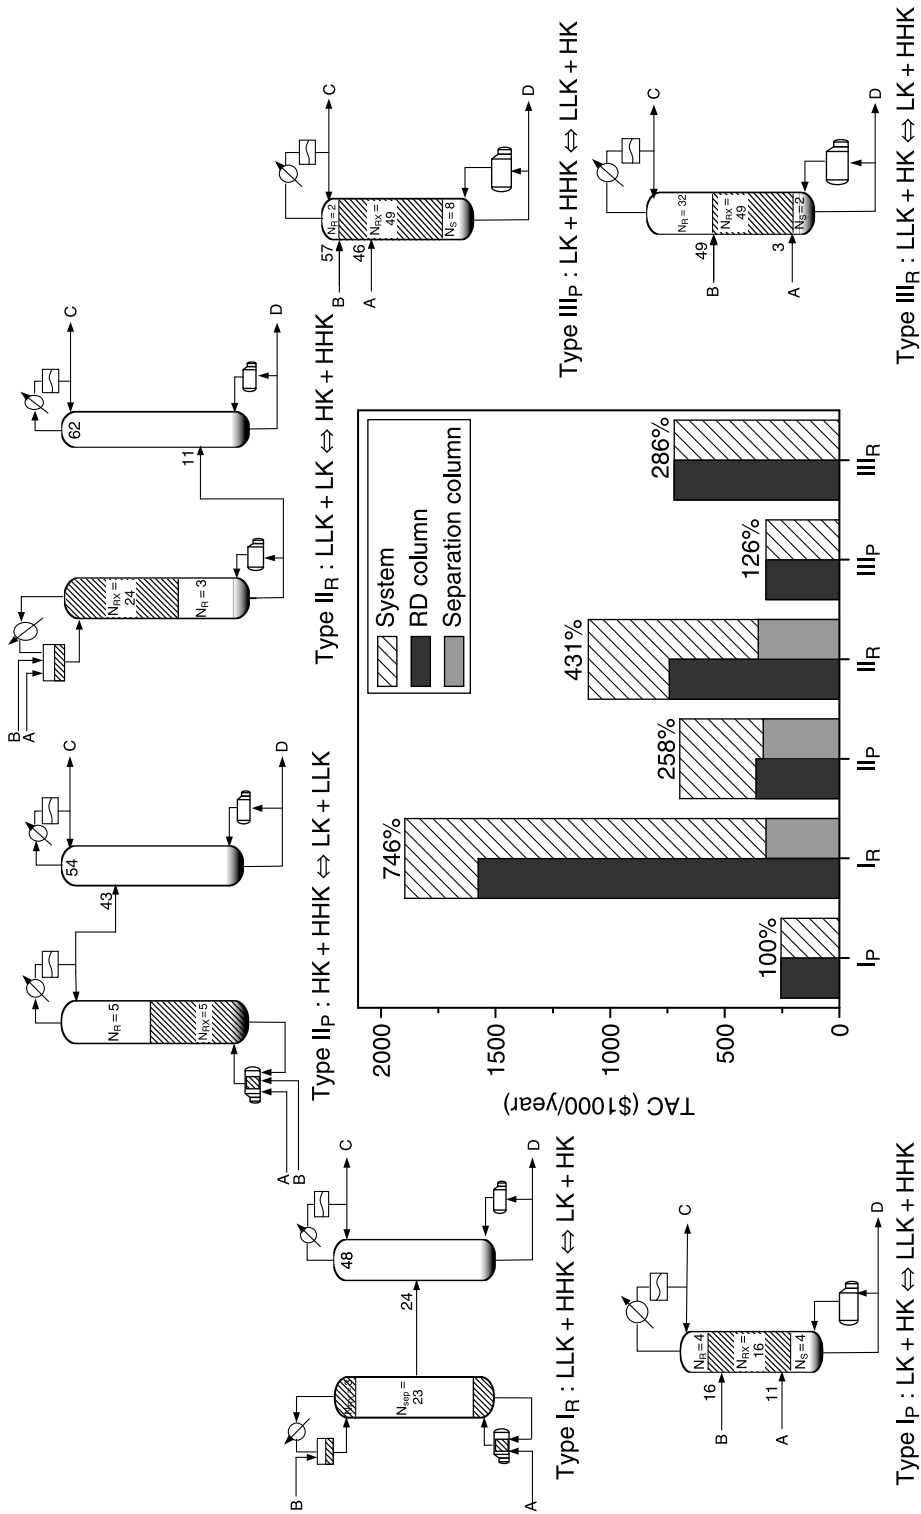 B
A
C
D
N_RX =
24
N_R = 3
11
62
Type II_R : LLK + LK ⇔ HK + HHK
C
D
N_R = 2
N_RX =
49
N_S = 8
57
46
B
A
Type III_P : LK + HHK ⇔ LLK + HK
C
D
N_R = 32
N_RX =
49
N_S = 2
49
3
B
A
Type III_R : LLK + HK ⇔ LK + HHK
C
D
54
43
N_R = 5
N_RX = 5
A
B
Type II_P : HK + HHK ⇔ LK + LLK
System
RD column
Separation column
TAC ($1000/year)
2000
1500
1000
500
0
100%
746%
258%
431%
126%
286%
I_P
I_R
II_P
II_R
III_P
III_R
C
D
48
24
N_sep =
23
B
A
Type I_R : LLK + HHK ⇔ LK + HK
C
D
N_R = 4
N_RX =
16
N_S = 4
16
11
B
A
Type I_P : LK + HK ⇔ LLK + HHK